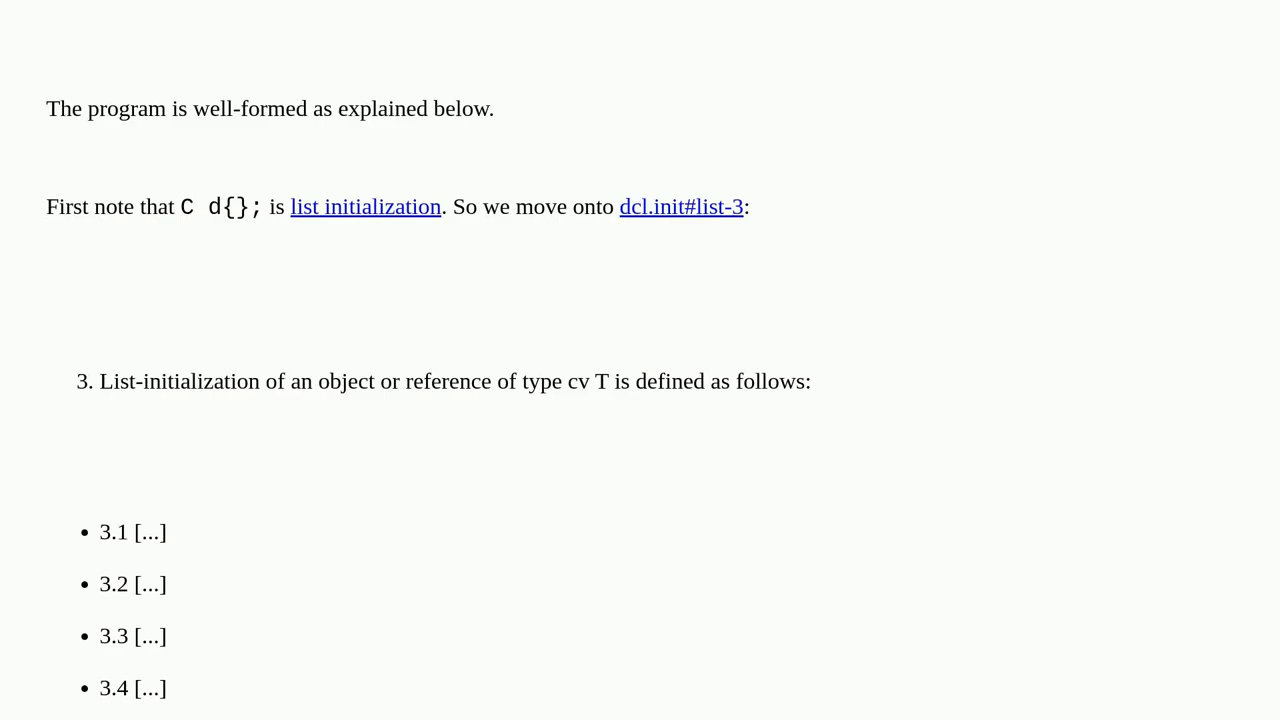 The program is well-formed as explained below.
First note that C d{}; is list initialization. So we move onto dcl.init#list-3:
3. List-initialization of an object or reference of type cv T is defined as follows:
• 3.1 [...]
• 3.2 [...]
• 3.3 [...]
• 3.4 [...]